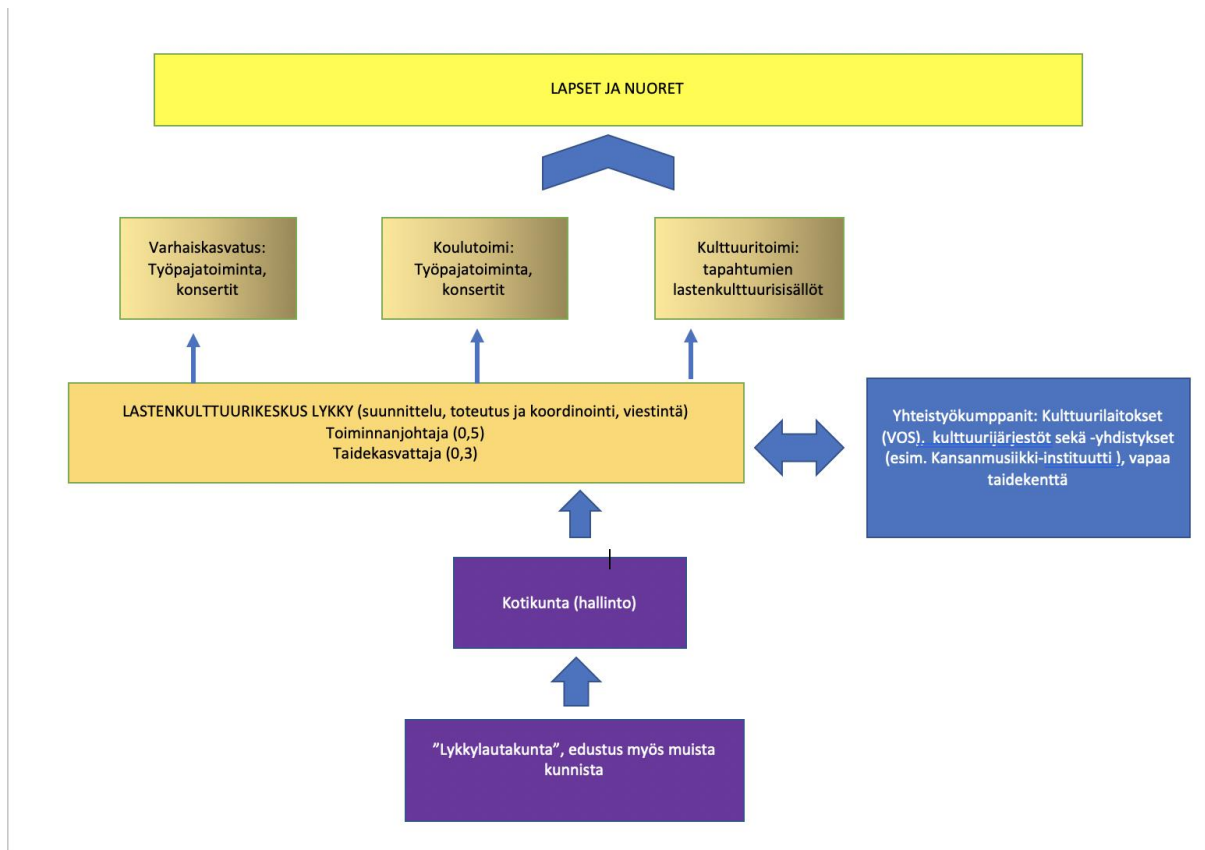 LAPSET JA NUORET
Varhaiskasvatus:
Työpajatoiminta,
konsertit
Koulutoimi:
Työpajatoiminta,
konsertit
Kulttuuritoimi:
tapahtumien
lastenkulttuurisisällöt
LASTENKULTTUURIKESKUS LYKKY (suunnittelu, toteutus ja koordinointi, viestintä)
Toiminnanjohtaja (0,5)
Taidekasvattaja (0,3)
Yhteistyökumppanit: Kulttuurilaitokset
(VOS).  kulttuurijärjestöt sekä -yhdistykset
(esim. Kansanmusiikki-instituutti ), vapaa
taidekenttä
Kotikunta (hallinto)
”Lykkylautakunta”, edustus myös muista
kunnista